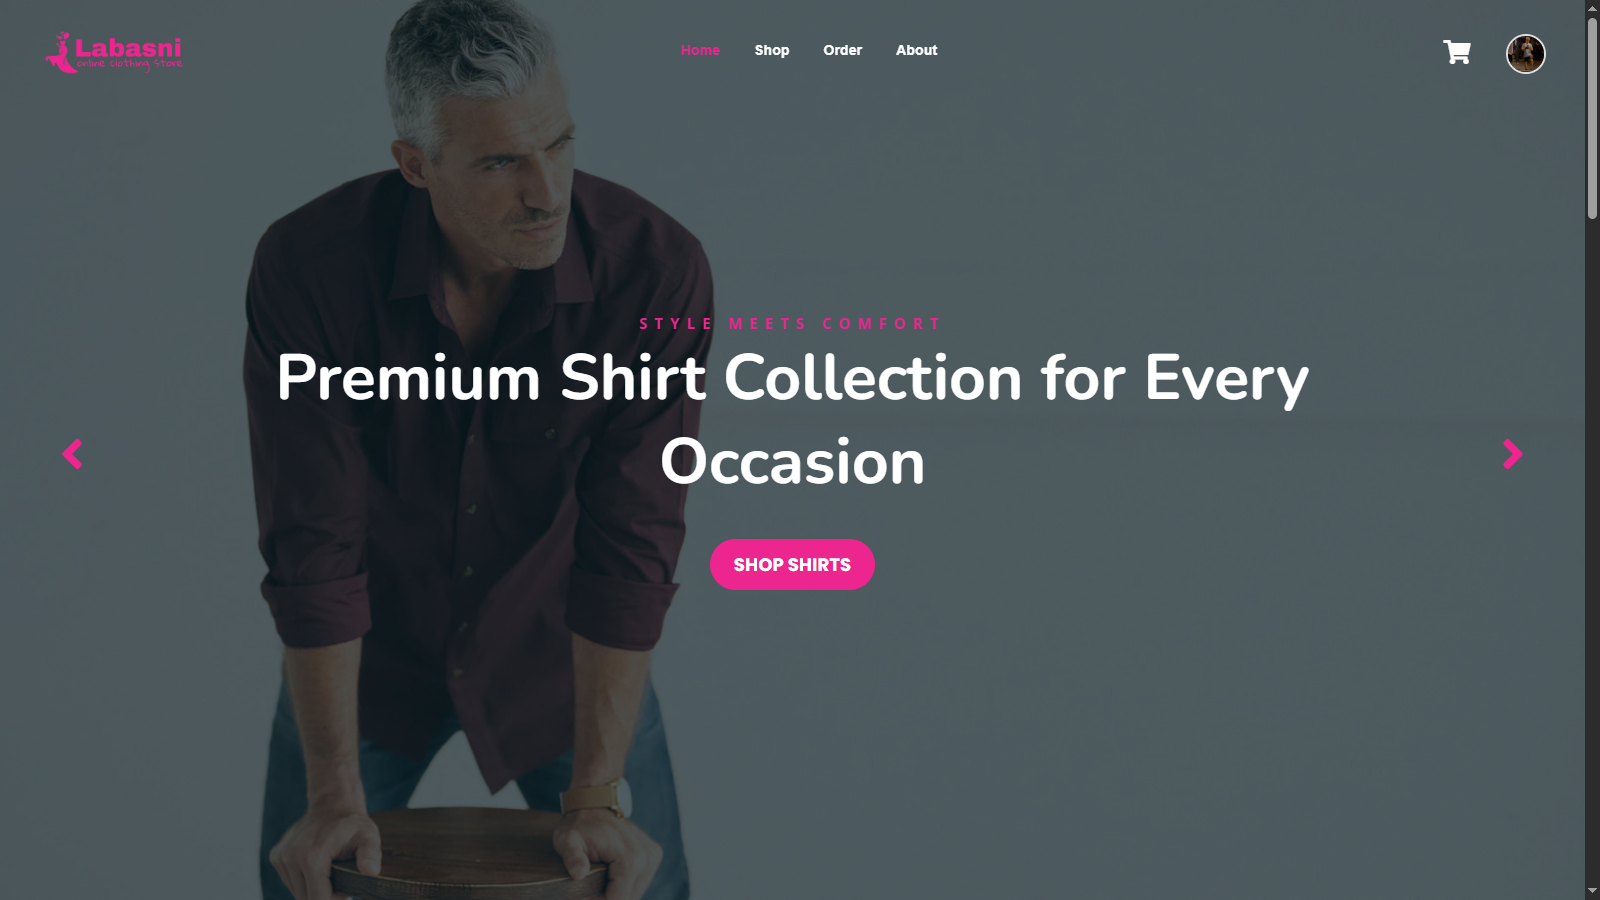 Labasni
online clothing store
Home
Shop
Order
About
STYLE MEETS COMFORT
Premium Shirt Collection for Every
Occasion
SHOP SHIRTS